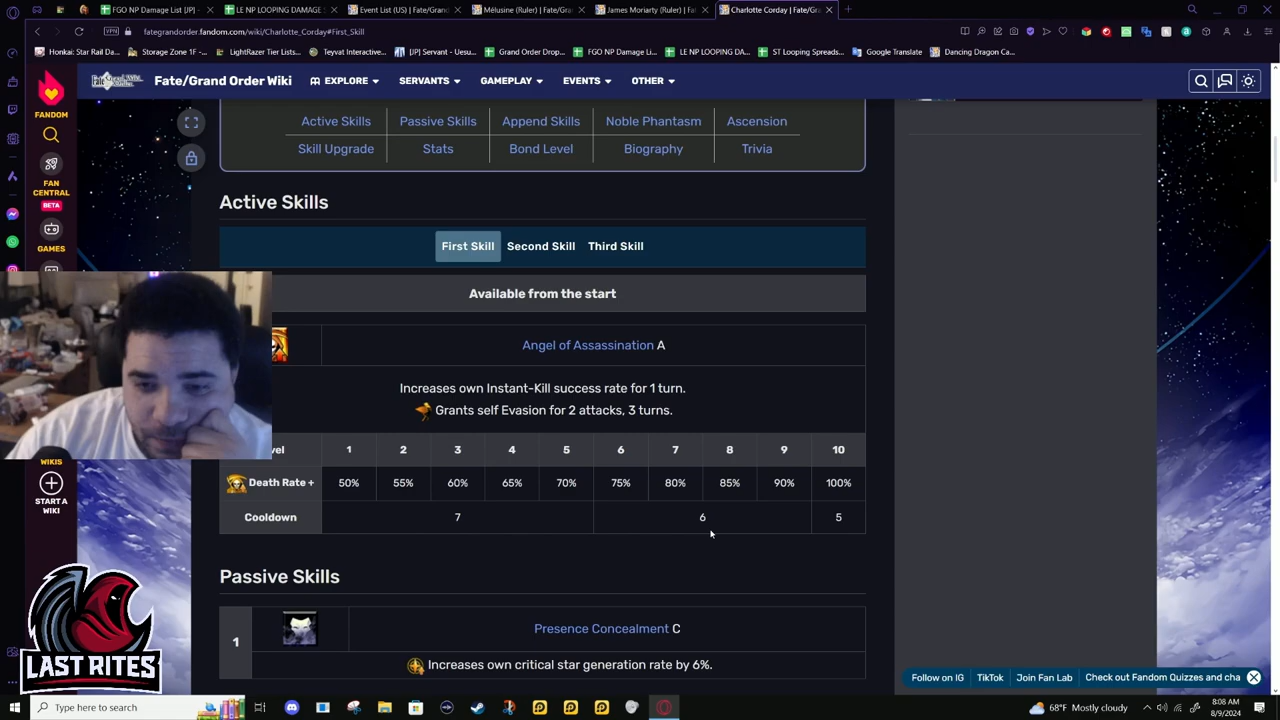 FGO NP Damage List [JP] -
LE NP LOOPING DAMAGE
Event List (US) | Fate/Grand
Mélusine (Ruler) | Fate/Gra
James Moriarty (Ruler) | Fat
Charlotte Corday | Fate/Gra
VPN
fategrandorder.fandom.com/wiki/Charlotte_Corday#First_Skill
Honkai: Star Rail Da...
Storage Zone 1F - ...
LightRazer Tier Lists...
Teyvat Interactive...
[JP] Servant - Uesu...
Grand Order Drop...
FGO NP Damage Li...
LE NP LOOPING DA...
ST Looping Spreads...
Google Translate
Dancing Dragon Ca...
Fate/Grand Order Wiki
EXPLORE
SERVANTS
GAMEPLAY
EVENTS
OTHER
FANDOM
FAN
CENTRAL
BETA
GAMES
WIKIS
START A
WIKI
Active Skills
Passive Skills
Append Skills
Noble Phantasm
Ascension
Skill Upgrade
Stats
Bond Level
Biography
Trivia
Active Skills
First Skill
Second Skill
Third Skill
Available from the start
Angel of Assassination A
Increases own Instant-Kill success rate for 1 turn.
Grants self Evasion for 2 attacks, 3 turns.
vel 1 2 3 4 5 6 7 8 9 10
Death Rate + 50% 55% 60% 65% 70% 75% 80% 85% 90% 100%
Cooldown 7 6 5
Passive Skills
1
Presence Concealment C
Increases own critical star generation rate by 6%.
LAST RITES
Follow on IG
TikTok
Join Fan Lab
Check out Fandom Quizzes and cha
Type here to search
68°F Mostly cloudy
8:08 AM
8/9/2024